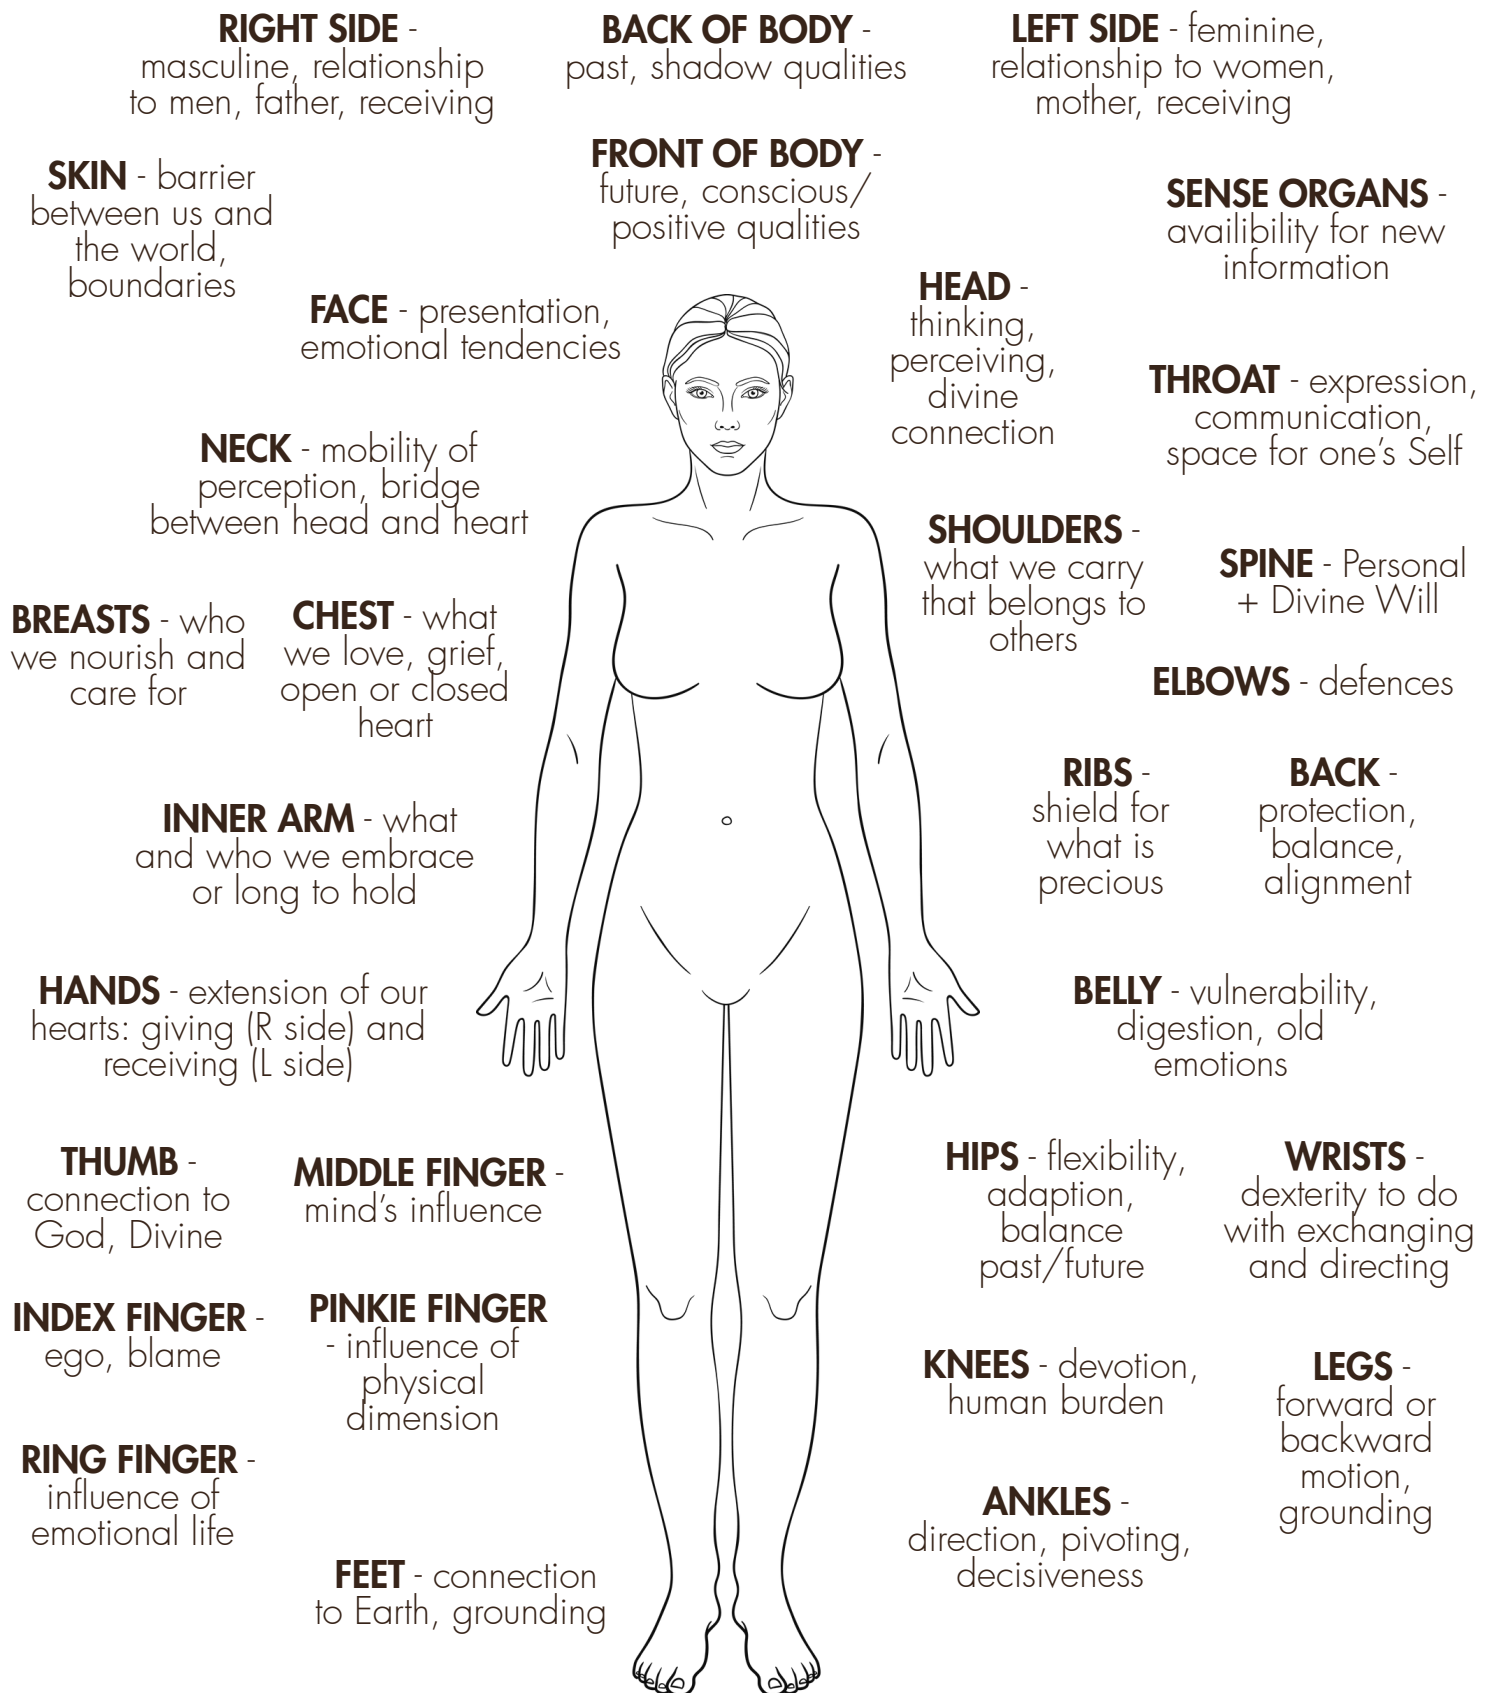 RIGHT SIDE -
masculine, relationship
to men, father, receiving
BACK OF BODY -
past, shadow qualities
LEFT SIDE - feminine,
relationship to women,
mother, receiving
FRONT OF BODY -
future, conscious/
positive qualities
SKIN - barrier
between us and
the world,
boundaries
SENSE ORGANS -
availibility for new
information
FACE - presentation,
emotional tendencies
HEAD -
thinking,
perceiving,
divine
connection
THROAT - expression,
communication,
space for one's Self
NECK - mobility of
perception, bridge
between head and heart
SHOULDERS -
what we carry
that belongs to
others
SPINE - Personal
+ Divine Will
BREASTS - who
we nourish and
care for
CHEST - what
we love, grief,
open or closed
heart
ELBOWS - defences
RIBS -
shield for
what is
precious
BACK -
protection,
balance,
alignment
INNER ARM - what
and who we embrace
or long to hold
HANDS - extension of our
hearts: giving (R side) and
receiving (L side)
BELLY - vulnerability,
digestion, old
emotions
THUMB -
connection to
God, Divine
MIDDLE FINGER -
mind's influence
HIPS - flexibility,
adaption,
balance
past/future
WRISTS -
dexterity to do
with exchanging
and directing
INDEX FINGER -
ego, blame
PINKIE FINGER
- influence of
physical
dimension
KNEES - devotion,
human burden
LEGS -
forward or
backward
motion,
grounding
RING FINGER -
influence of
emotional life
ANKLES -
direction, pivoting,
decisiveness
FEET - connection
to Earth, grounding